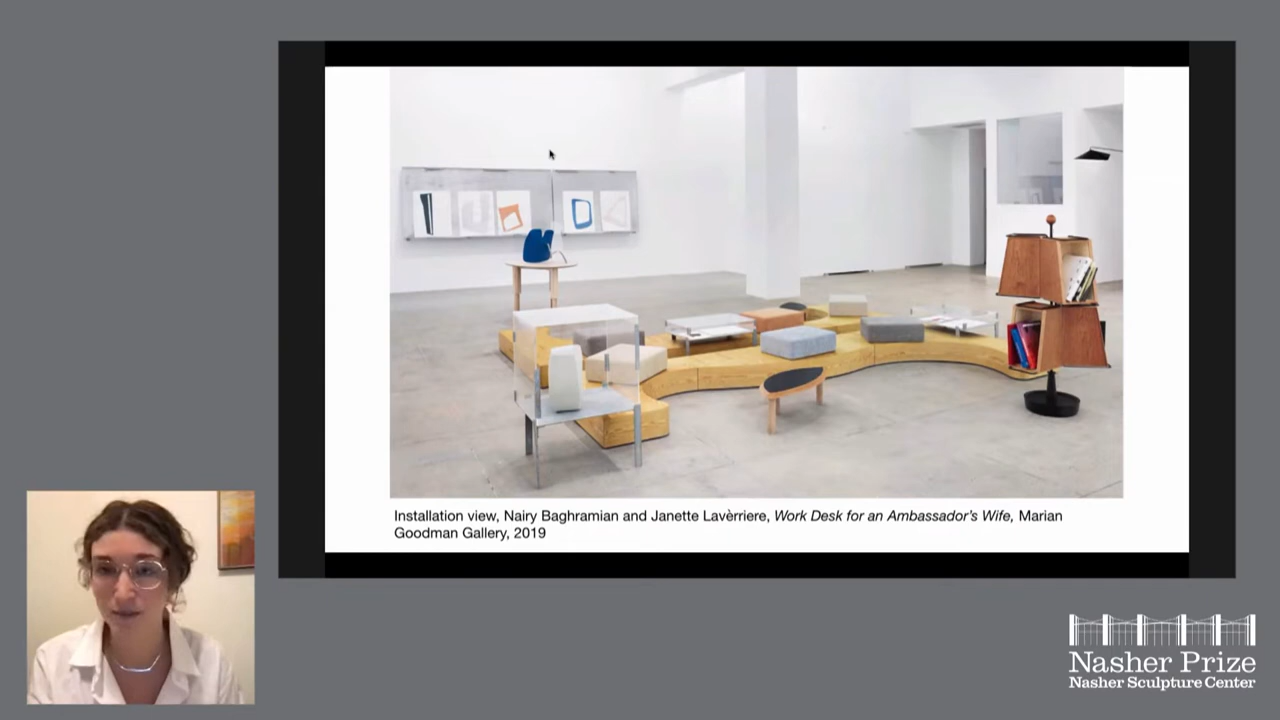 Installation view, Nairy Baghramian and Janette Lavèrriere, Work Desk for an Ambassador's Wife, Marian
Goodman Gallery, 2019
Nasher Prize
Nasher Sculpture Center